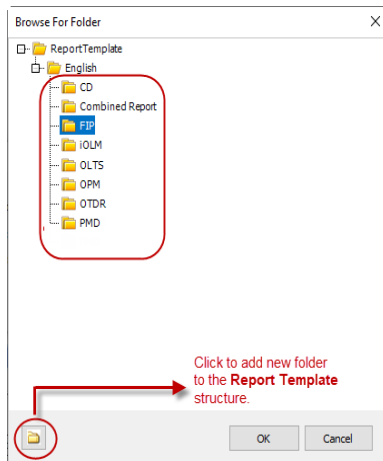 Browse For Folder
ReportTemplate
English
CD
Combined Report
FIP
iOLM
OLTS
OPM
OTDR
PMD
Click to add new folder
to the Report Template
structure.
OK Cancel